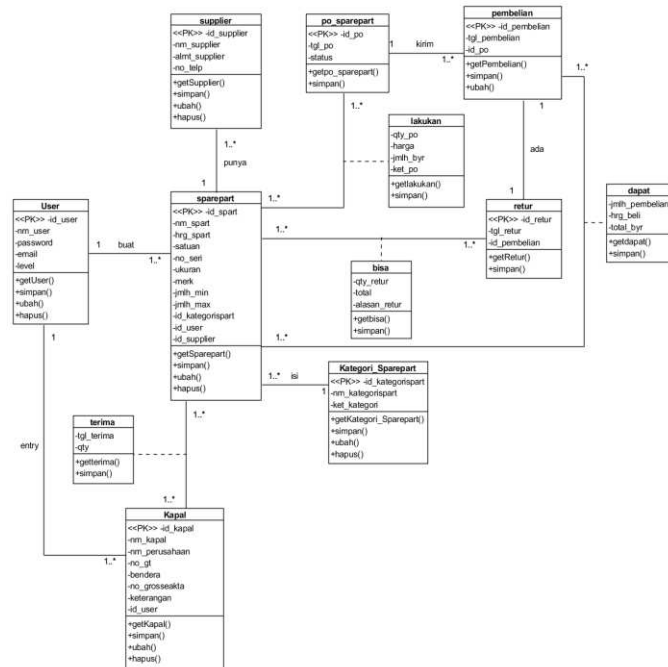 supplier
<<PK>> -id_supplier
-nm_supplier
-almt_supplier
-no_telp
+getSupplier()
+simpan()
+ubah()
+hapus()
po_sparepart
<<PK>> -id_po
-tgl_po
-status
+getpo_sparepart()
+simpan()
1 kirim
1..*
pembelian
<<PK>> -id_pembelian
-tgl_pembelian
-id_po
+getPembelian()
+simpan()
+ubah()
1..*
1..*
1
lakukan
-qty_po
-harga
-jmlh_byr
-ket_po
+getlakukan()
+simpan()
1..*
punya
ada
1
1..*
1
dapat
-jmlh_pembelian
-hrg_beli
-total_byr
+getdapat()
+simpan()
User
<<PK>> -id_user
-nm_user
-password
-email
-level
+getUser()
+simpan()
+ubah()
+hapus()
1 buat
1..*
1
sparepart
<<PK>> -id_spart
-nm_spart
-hrg_spart
-satuan
-no_seri
-ukuran
-merk
-jmlh_min
-jmlh_max
-id_kategorispart
-id_user
-id_supplier
+getSparepart()
+simpan()
+ubah()
+hapus()
1..*
1..*
retur
<<PK>> -id_retur
-tgl_retur
-id_pembelian
+getRetur()
+simpan()
bisa
-qty_retur
-total
-alasan_retur
+getbisa()
+simpan()
1..*
1..* isi
1
Kategori_Sparepart
<<PK>> -id_kategorispart
-nm_kategorispart
-ket_kategori
+getKategori_Sparepart()
+simpan()
+ubah()
+hapus()
1..*
terima
-tgl_terima
-qty
+getterima()
+simpan()
entry
1..*
1..*
Kapal
<<PK>> -id_kapal
-nm_kapal
-nm_perusahaan
-no_gt
-bendera
-no_grosseakta
-keterangan
-id_user
+getKapal()
+simpan()
+ubah()
+hapus()